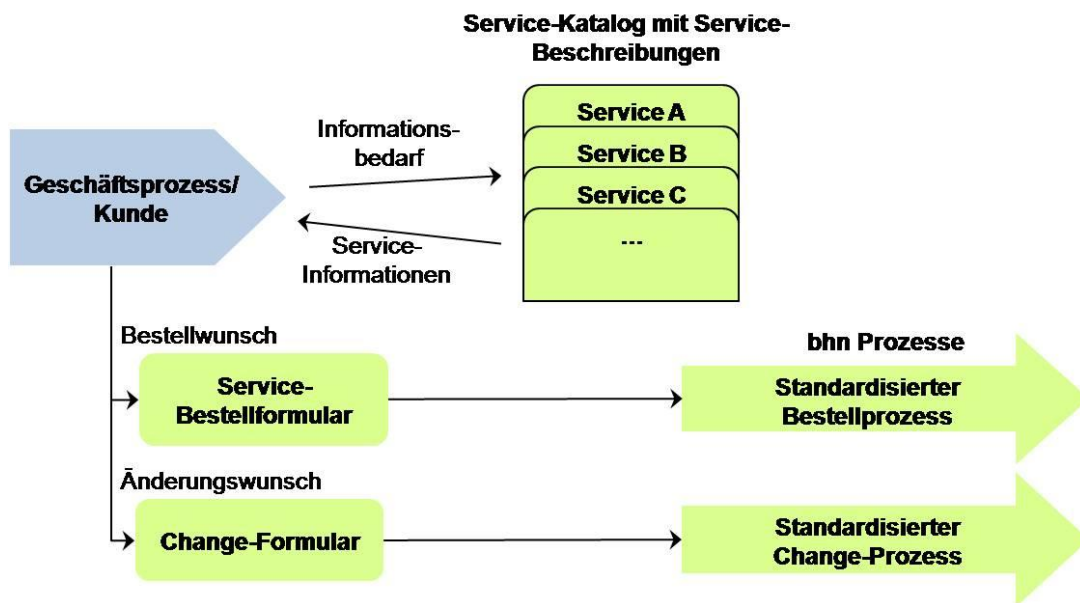 Service-Katalog mit Service-
Beschreibungen
Service A
Service B
Service C
...
Informations-
bedarf
Geschäftsprozess/
Kunde
Service-
Informationen
Bestellwunsch
Service-
Bestellformular
bhn Prozesse
Standardisierter
Bestellprozess
Änderungswunsch
Change-Formular
Standardisierter
Change-Prozess